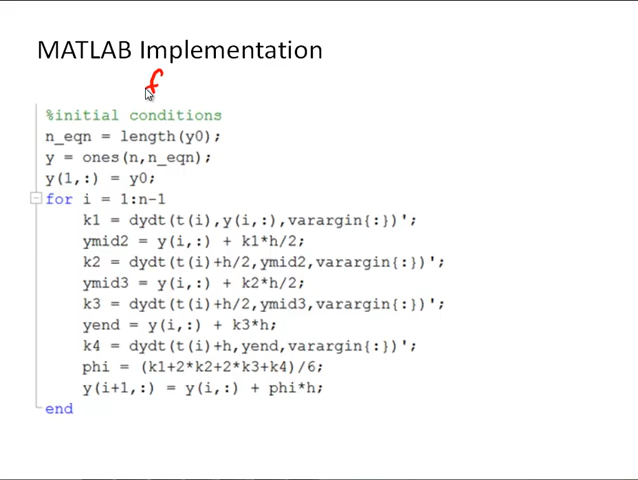 MATLAB Implementation
f
%initial conditions
n_eqn = length(y0);
y = ones(n,n_eqn);
y(1,:) = y0;
for i = 1:n-1
k1 = dydt(t(i),y(i,:),varargin{:})';
ymid2 = y(i,:) + k1*h/2;
k2 = dydt(t(i)+h/2,ymid2,varargin{:})';
ymid3 = y(i,:) + k2*h/2;
k3 = dydt(t(i)+h/2,ymid3,varargin{:})';
yend = y(i,:) + k3*h;
k4 = dydt(t(i)+h,yend,varargin{:})';
phi = (k1+2*k2+2*k3+k4)/6;
y(i+1,:) = y(i,:) + phi*h;
end